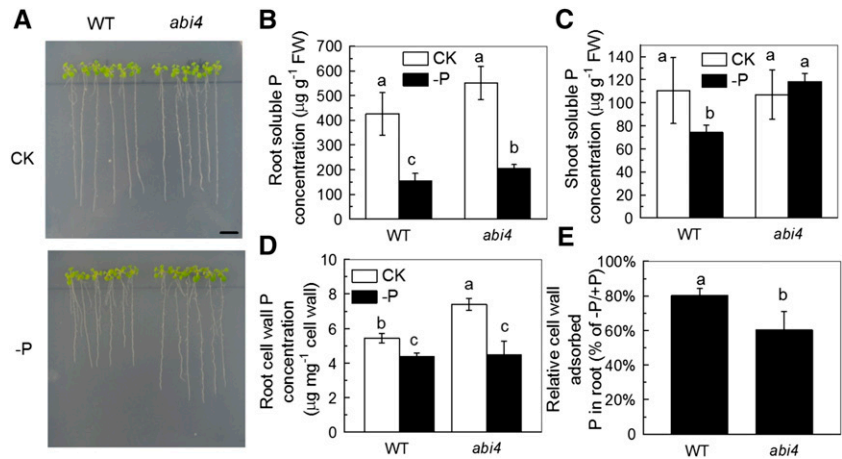 A
WT abi4
CK
-P
B
Root soluble P
concentration (µg g-1 FW)
700
600
500
400
300
200
100
0
CK
-P
a
c
a
b
WT abi4
C
Shoot soluble P
concentration (µg g-1 FW)
140
120
100
80
60
40
20
0
CK
-P
a
b
a
a
WT abi4
D
Root cell wall P
concentration
(µg mg-1 cell wall)
10
8
6
4
2
0
CK
-P
b
c
a
c
WT abi4
E
Relative cell wall
adsorbed
P in root (% of -P/+P)
100%
80%
60%
40%
20%
0%
a
b
WT abi4